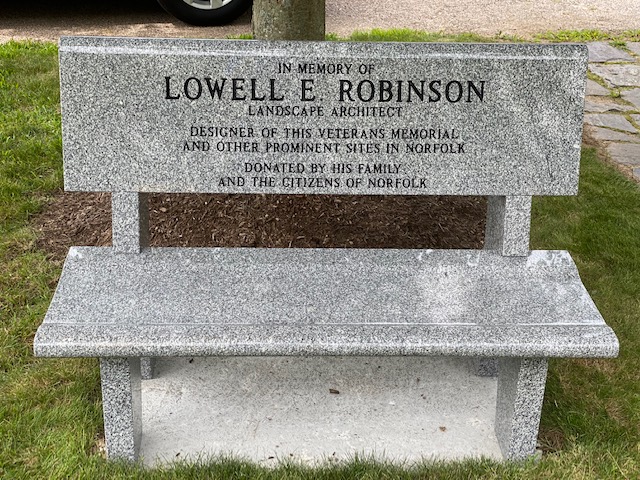 IN MEMORY OF
LOWELL E. ROBINSON
LANDSCAPE ARCHITECT
DESIGNER OF THIS VETERANS MEMORIAL
AND OTHER PROMINENT SITES IN NORFOLK
DONATED BY HIS FAMILY
AND THE CITIZENS OF NORFOLK